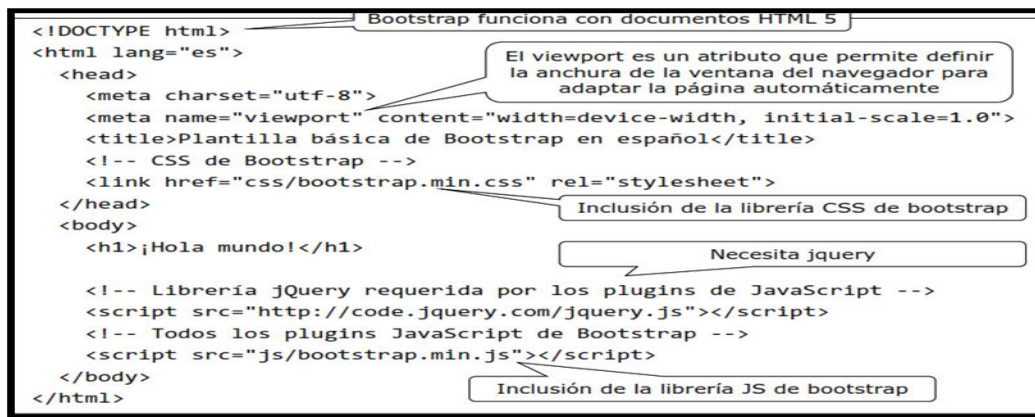 Bootstrap funciona con documentos HTML 5
<!DOCTYPE html>
<html lang="es">
<head>
El viewport es un atributo que permite definir
la anchura de la ventana del navegador para
adaptar la página automáticamente
<meta charset="utf-8">
<meta name="viewport" content="width=device-width, initial-scale=1.0">
<title>Plantilla básica de Bootstrap en español</title>
<!-- CSS de Bootstrap -->
<link href="css/bootstrap.min.css" rel="stylesheet">
</head>
Inclusión de la librería CSS de bootstrap
<body>
<h1>¡Hola mundo!</h1>
Necesita jquery
<!-- Librería jQuery requerida por los plugins de JavaScript -->
<script src="http://code.jquery.com/jquery.js"></script>
<!-- Todos los plugins JavaScript de Bootstrap -->
<script src="js/bootstrap.min.js"></script>
</body>
Inclusión de la librería JS de bootstrap
</html>